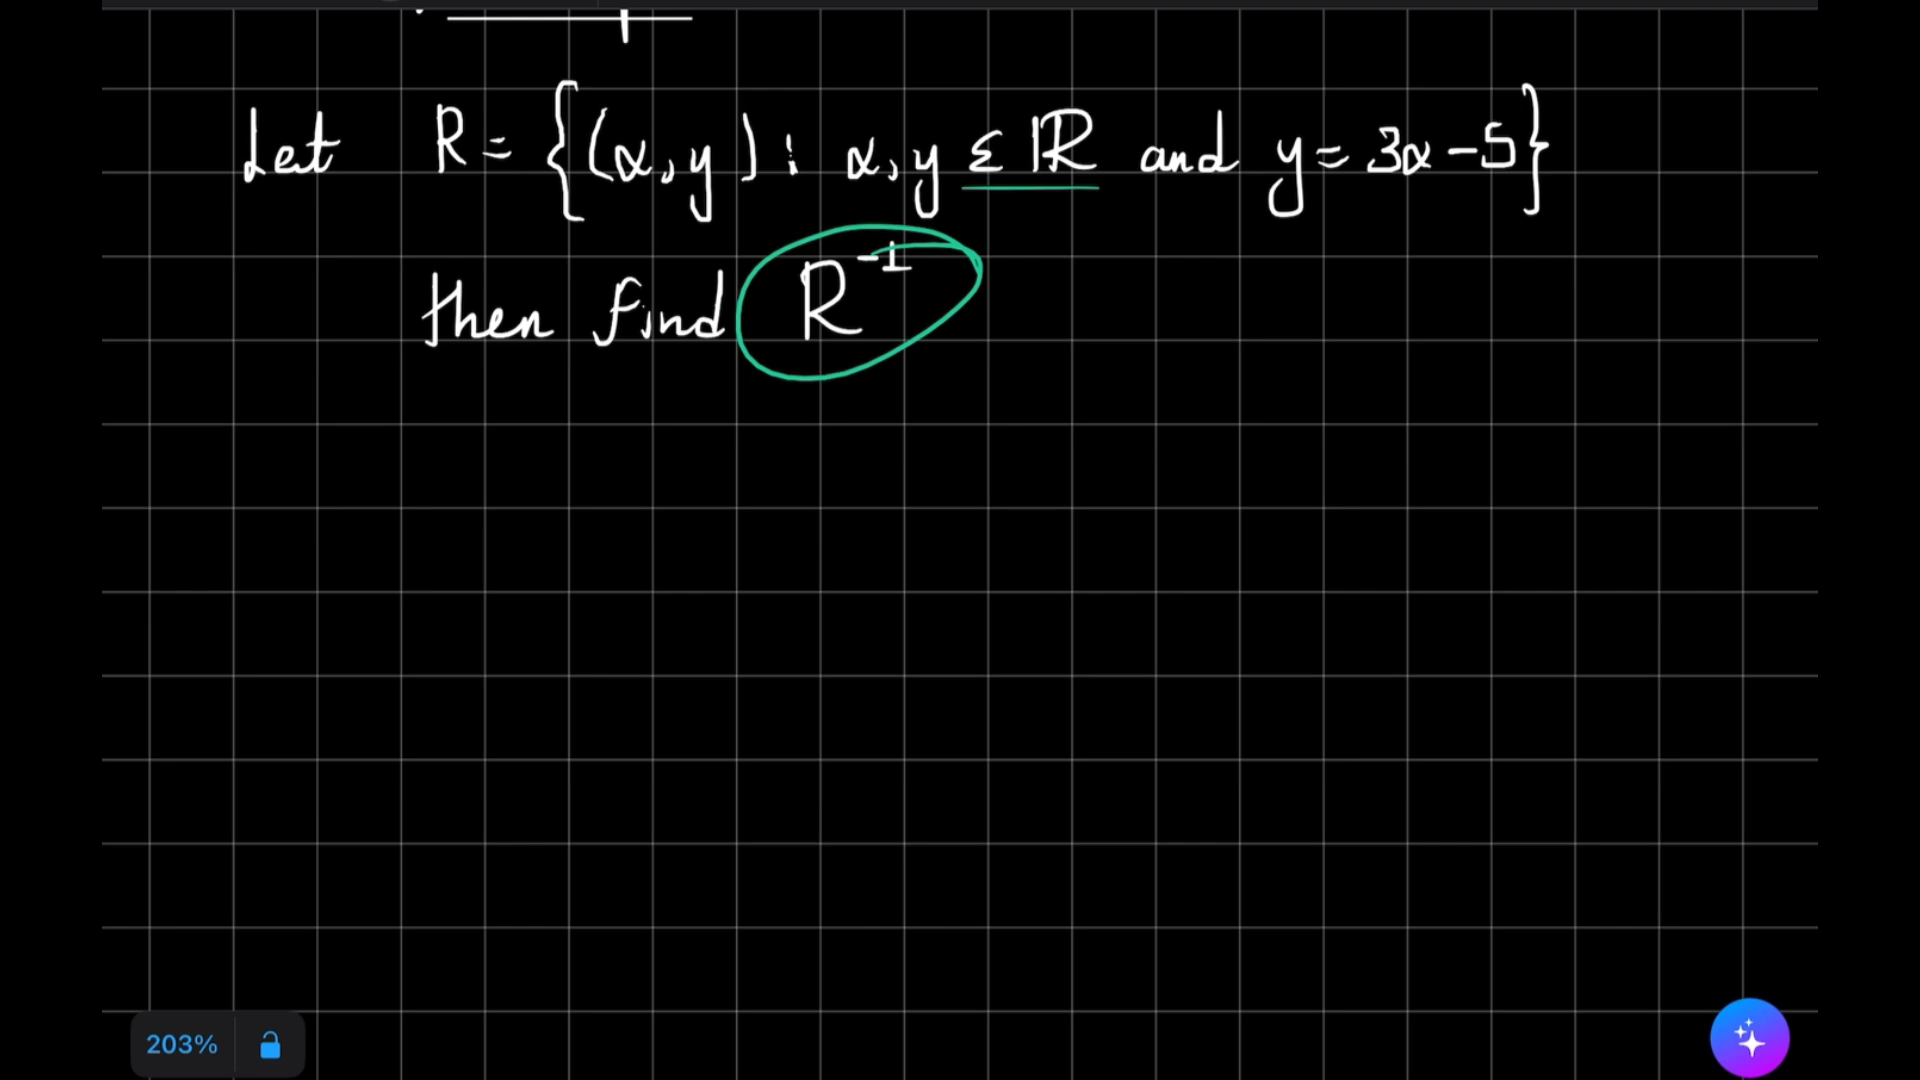 Let R = {(x, y) : x, y ∈ ℝ and y = 3x - 5}
then find R⁻¹
203%